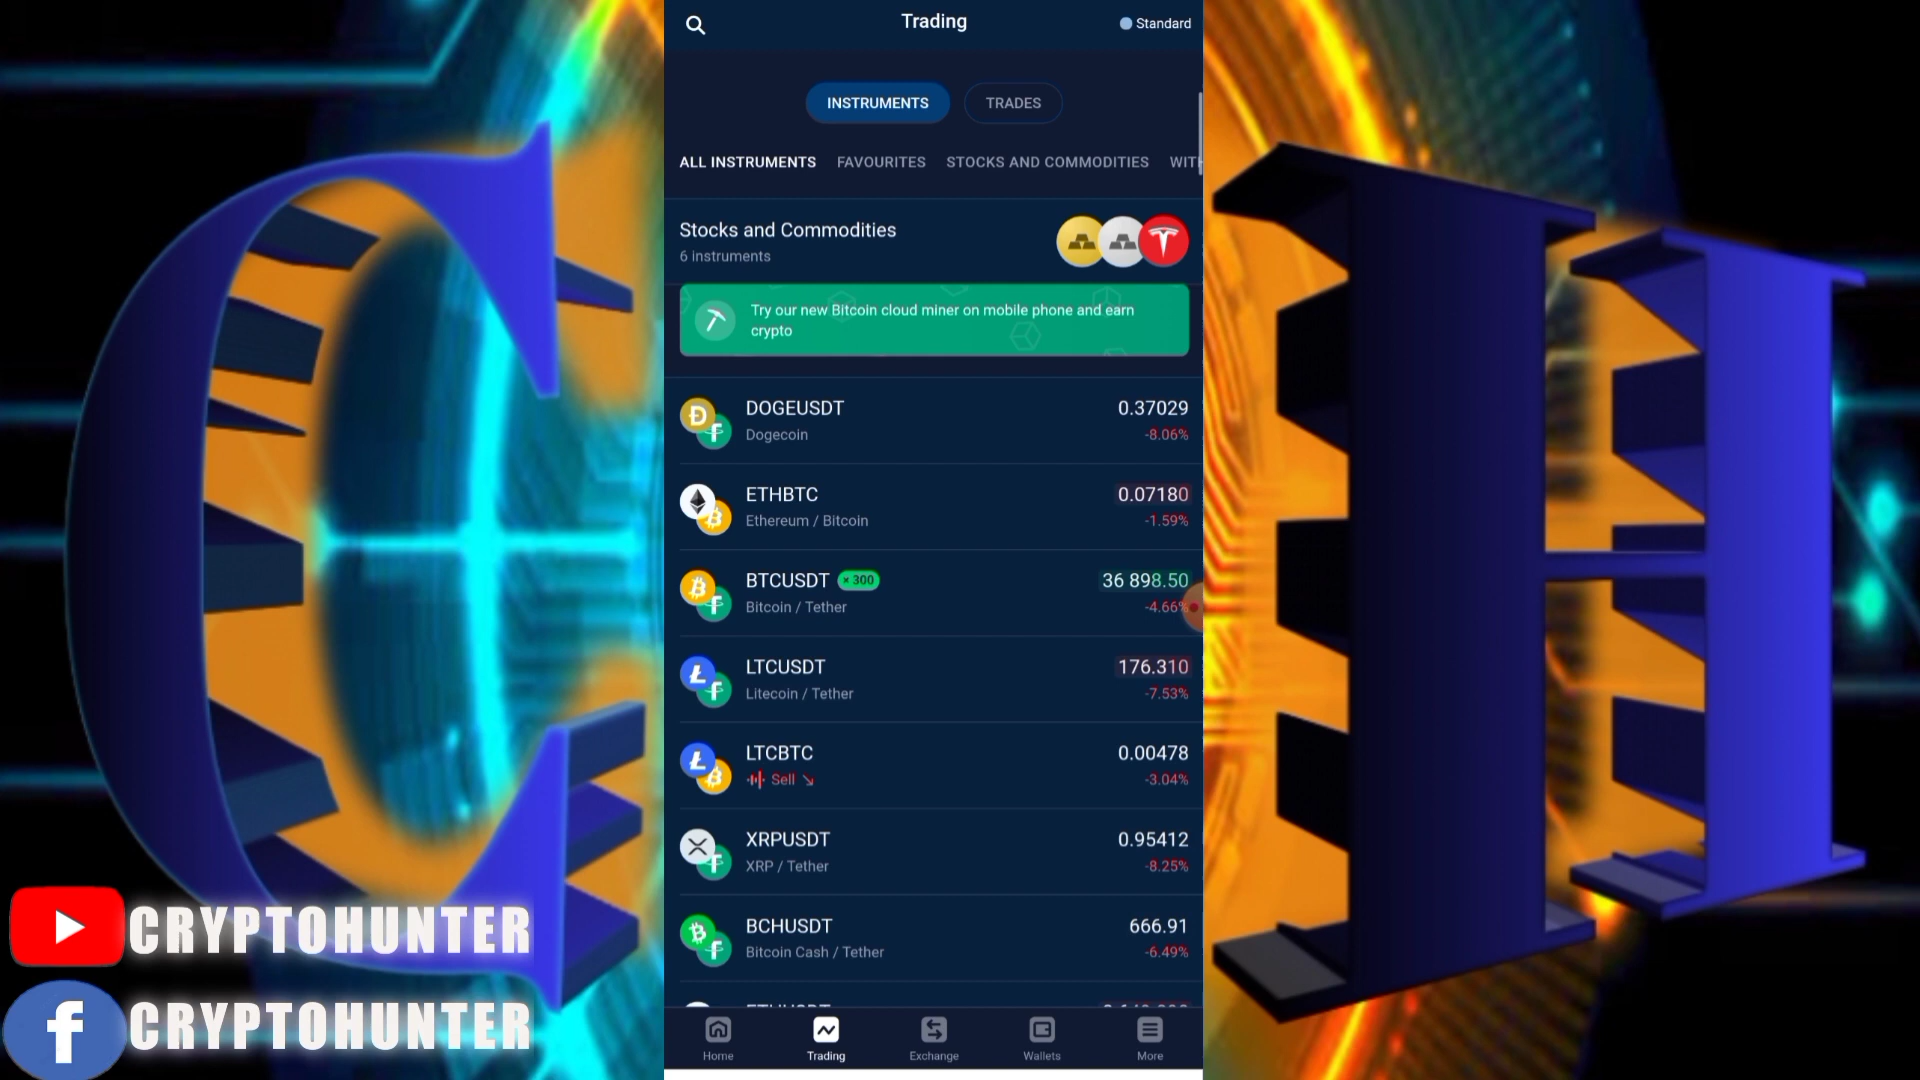 Trading
Standard
INSTRUMENTS
TRADES
ALL INSTRUMENTS FAVOURITES STOCKS AND COMMODITIES
Stocks and Commodities
6 instruments
Try our new Bitcoin cloud miner on mobile phone and earn
crypto
DOGEUSDT 0.37029
Dogecoin -8.06%
ETHBTC 0.07180
Ethereum / Bitcoin -1.59%
BTCUSDT × 300 36 898.50
Bitcoin / Tether -4.66%
LTCUSDT 176.310
Litecoin / Tether -7.53%
LTCBTC 0.00478
Sell ↘ -3.04%
XRPUSDT 0.95412
XRP / Tether -8.25%
BCHUSDT 666.91
Bitcoin Cash / Tether -6.49%
Home Trading Exchange Wallets More
CH
CRYPTOHUNTER
CRYPTOHUNTER